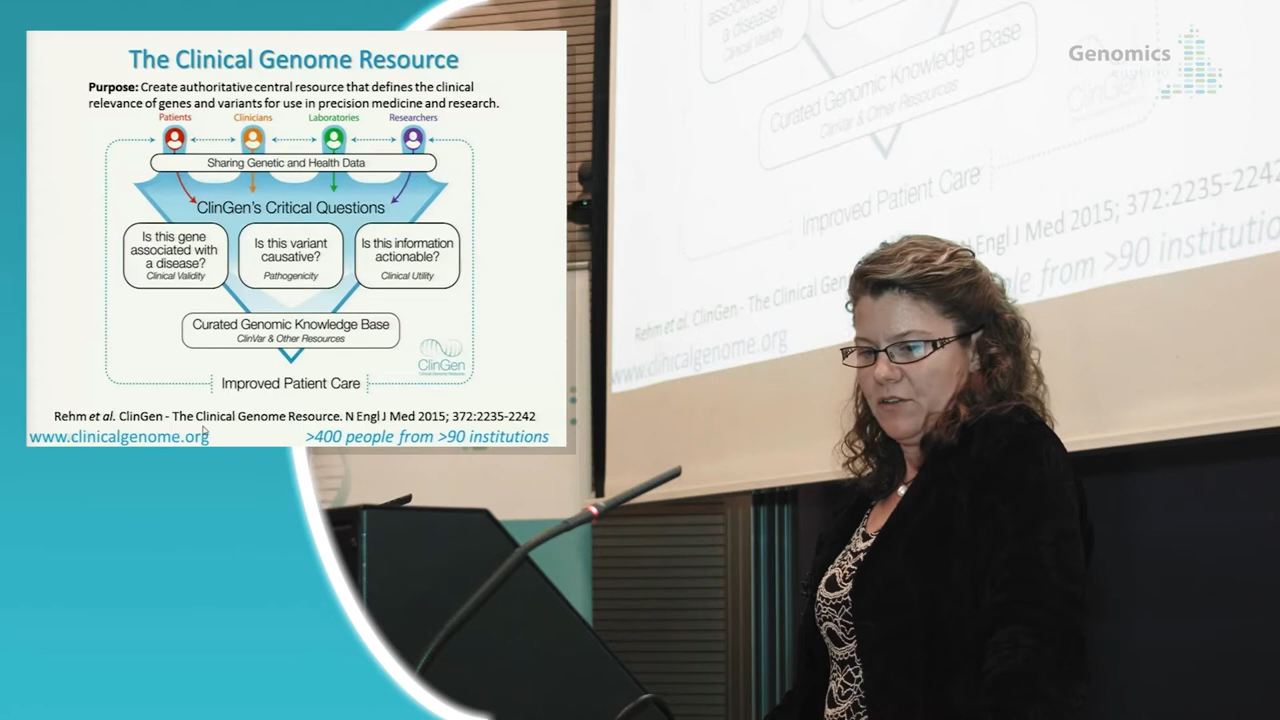 The Clinical Genome Resource
Purpose: Create authoritative central resource that defines the clinical
relevance of genes and variants for use in precision medicine and research.
Patients Clinicians Laboratories Researchers
Sharing Genetic and Health Data
ClinGen's Critical Questions
Is this gene
associated with
a disease?
Clinical Validity
Is this variant
causative?
Pathogenicity
Is this information
actionable?
Clinical Utility
Curated Genomic Knowledge Base
ClinVar & Other Resources
ClinGen
Clinical Genome Resource
Improved Patient Care
Rehm et al. ClinGen - The Clinical Genome Resource. N Engl J Med 2015; 372:2235-2242
www.clinicalgenome.org
>400 people from >90 institutions
Genomics
a disease?
Curated Genomic Knowledge Base
ClinVar & Other
Improved Patient Care
Rehm et al. ClinGen - The Clinical
Engl J Med 2015; 372:2235-2242
www.clinicalgenome.org
people from >90